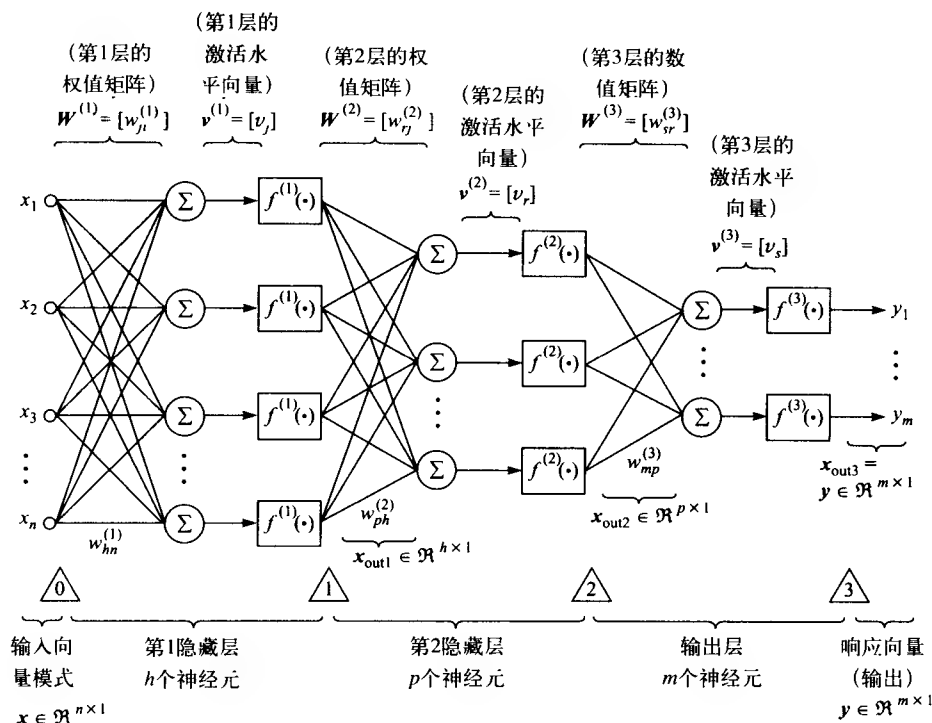 (第1层的
权值矩阵)
W^(1)=[w_ji^(1)]
(第1层的
激活水
平向量)
v^(1)=[v_j]
(第2层的权
值矩阵)
W^(2)=[w_rj^(2)]
(第2层的
激活水平
向量)
v^(2)=[v_r]
(第3层的数
值矩阵)
W^(3)=[w_sr^(3)]
(第3层的
激活水平
向量)
v^(3)=[v_s]
x_1
Σ
f^(1)(•)
x_2
Σ
f^(1)(•)
x_3
Σ
f^(1)(•)
x_n
Σ
f^(1)(•)
w_hn^(1)
Σ
f^(2)(•)
Σ
f^(2)(•)
Σ
f^(2)(•)
w_ph^(2)
x_out1 ∈ ℜ^h×1
Σ
f^(3)(•)
y_1
Σ
f^(3)(•)
y_m
w_mp^(3)
x_out2 ∈ ℜ^p×1
x_out3 =
y ∈ ℜ^m×1
0
1
2
3
输入向
量模式
x ∈ ℜ^n×1
第1隐藏层
h个神经元
第2隐藏层
p个神经元
输出层
m个神经元
响应向量
(输出)
y ∈ ℜ^m×1